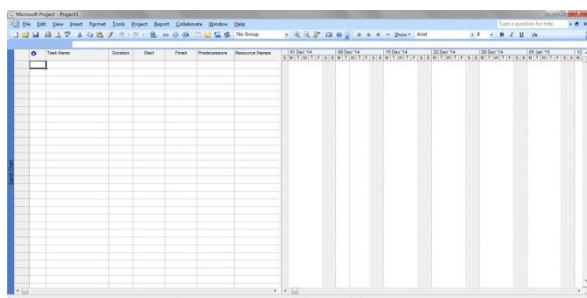 Microsoft Project - Project1
File Edit View Insert Format Tools Project Report Collaborate Window Help Type a question for help
No Group Show Arial 8 B I U
Task Name Duration Start Finish Predecessors Resource Names
01 Dec '14 08 Dec '14 15 Dec '14 22 Dec '14 29 Dec '14 05 Jan '15 12
S M T W T F S S M T W T F S S M T W T F S S M T W T F S S M T W T F S S M T W T F S S M
Gantt Chart